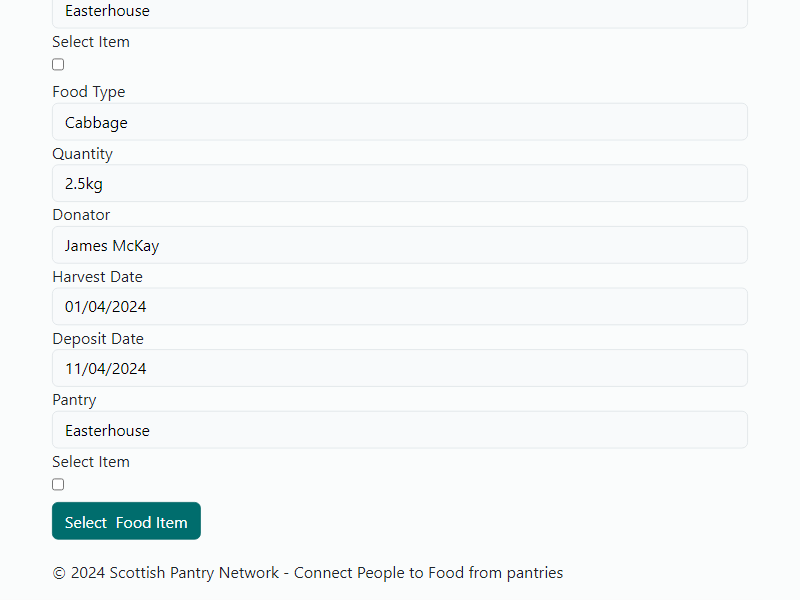 Easterhouse
Select Item
Food Type
Cabbage
Quantity
2.5kg
Donator
James McKay
Harvest Date
01/04/2024
Deposit Date
11/04/2024
Pantry
Easterhouse
Select Item
Select  Food Item
© 2024 Scottish Pantry Network - Connect People to Food from pantries